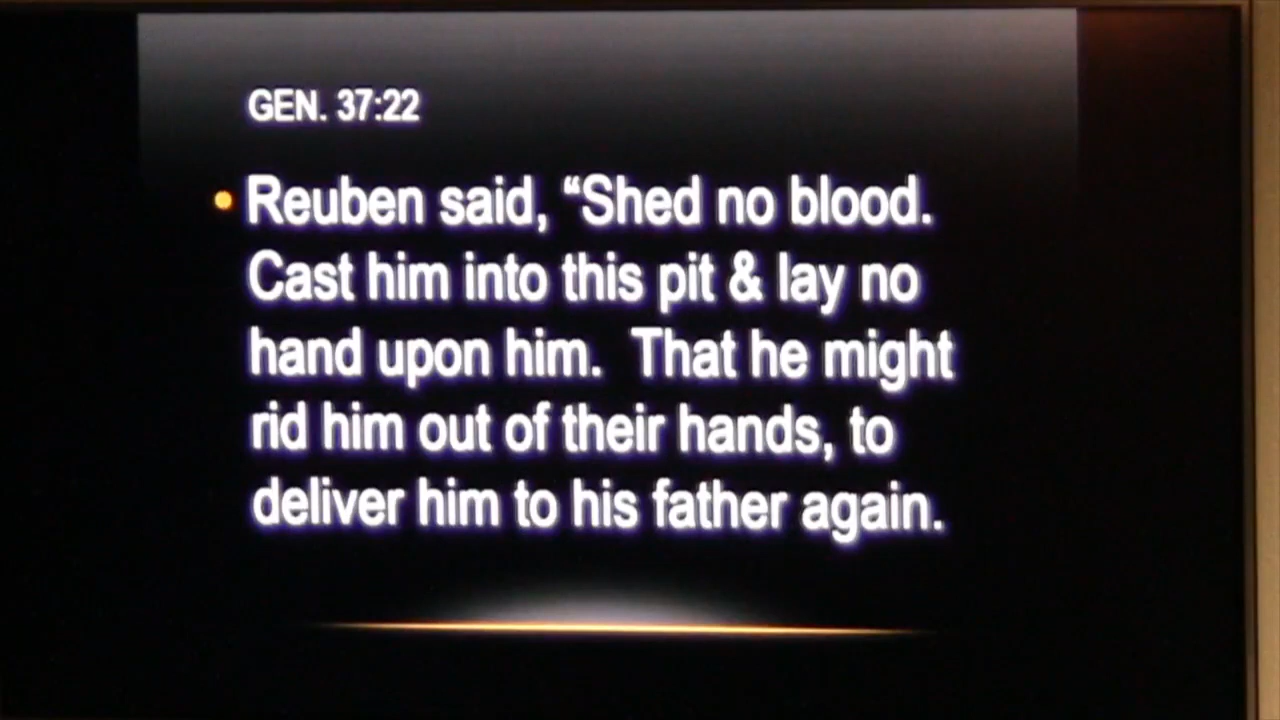 GEN. 37:22
• Reuben said, “Shed no blood.
Cast him into this pit & lay no
hand upon him.  That he might
rid him out of their hands, to
deliver him to his father again.